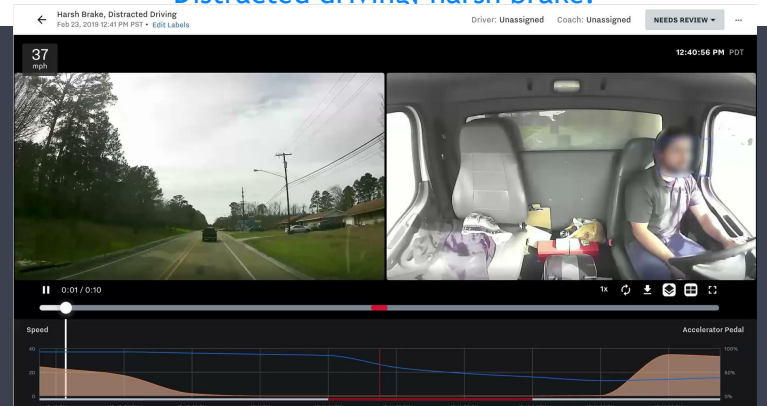 Distracted driving, harsh brake.
Harsh Brake, Distracted Driving
Feb 23, 2019 12:41 PM PST • Edit Labels
Driver: Unassigned
Coach: Unassigned
NEEDS REVIEW
37
mph
12:40:56 PM PDT
0:01 / 0:10
1x
Speed
Accelerator Pedal
40
100%
20
50%
0
0%